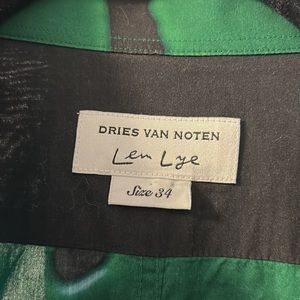 DRIES VAN NOTEN
Len Lye
Size 34